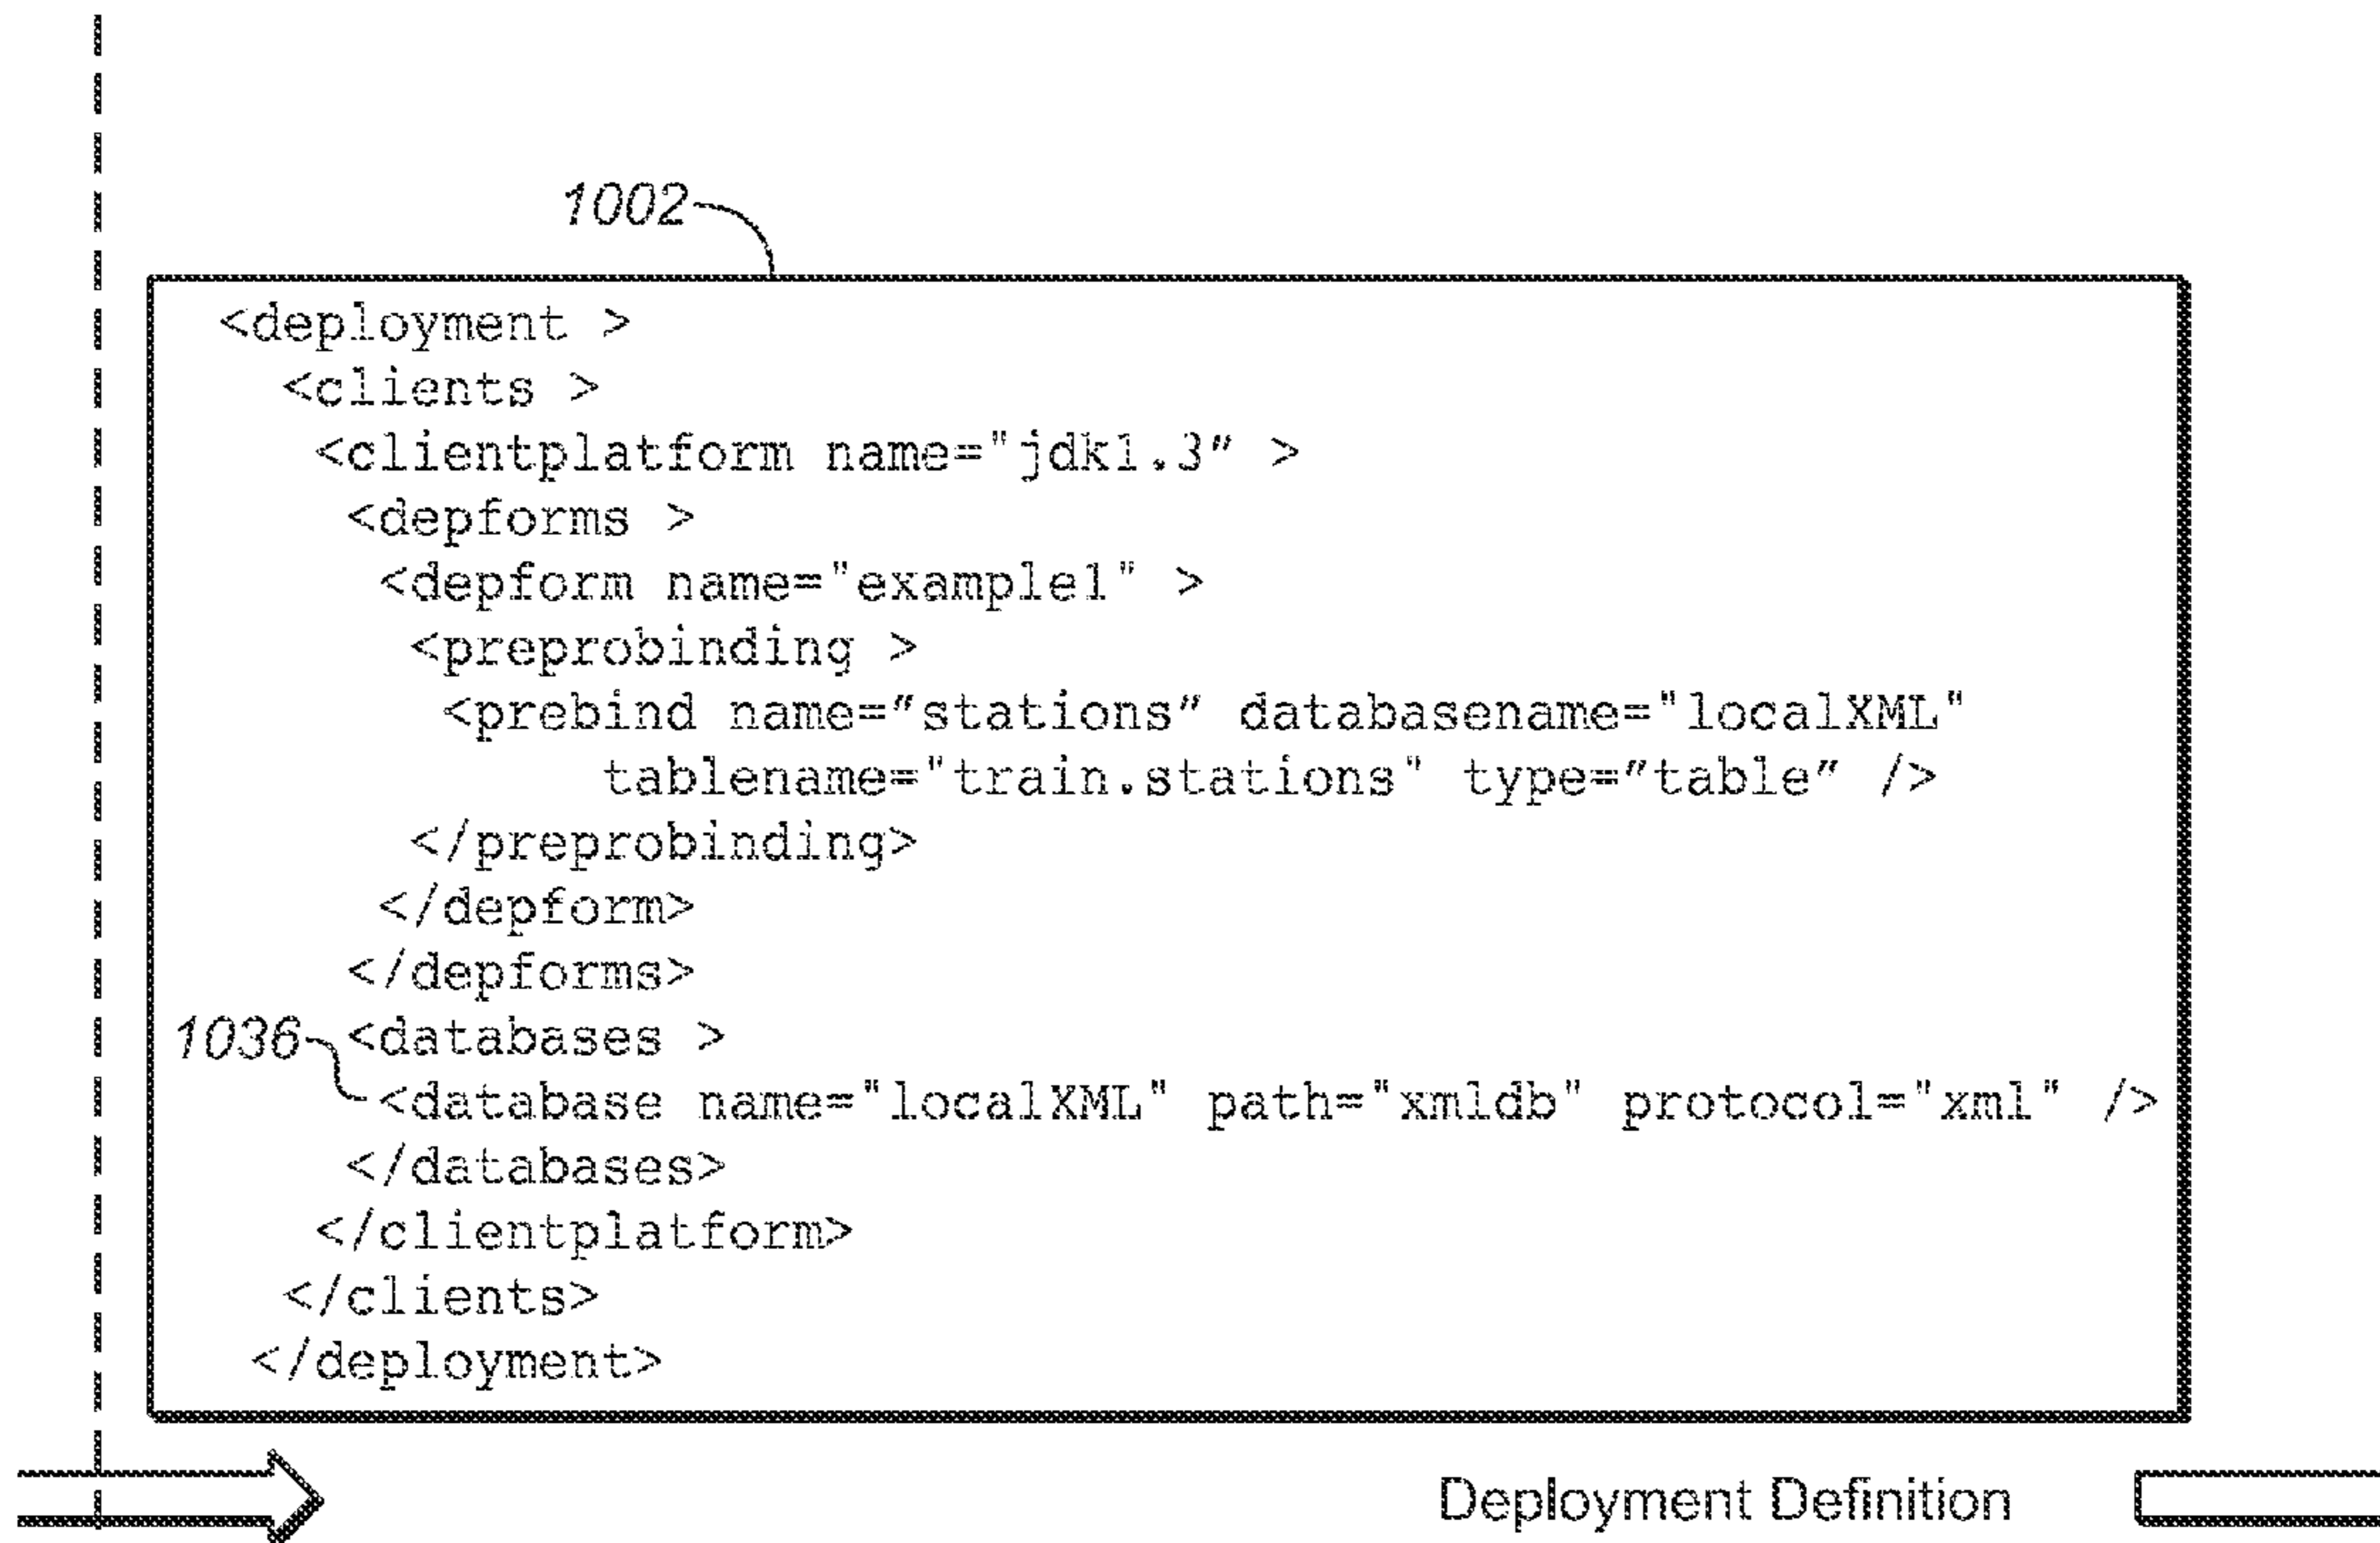 1002
<deployment >
<clients >
<clientplatform name="jdk1.3" >
<depforms >
<depform name="example1" >
<preprobinding >
<prebind name="stations" databasename="localXML"
tablename="train.stations" type="table" />
</preprobinding>
</depform>
</depforms>
1036 <databases >
<database name="localXML" path="xmldb" protocol="xml" />
</databases>
</clientplatform>
</clients>
</deployment>
Deployment Definition